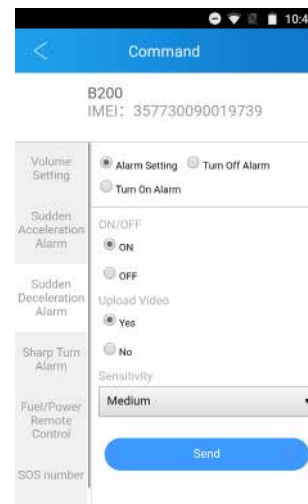 10:4
Command
B200
IMEI: 357730090019739
Volume
Setting
Sudden
Acceleration
Alarm
Sudden
Deceleration
Alarm
Sharp Turn
Alarm
Fuel/Power
Remote
Control
SOS number
Alarm Setting Turn Off Alarm
Turn On Alarm
ON/OFF
ON
OFF
Upload Video
Yes
No
Sensitivity
Medium
Send